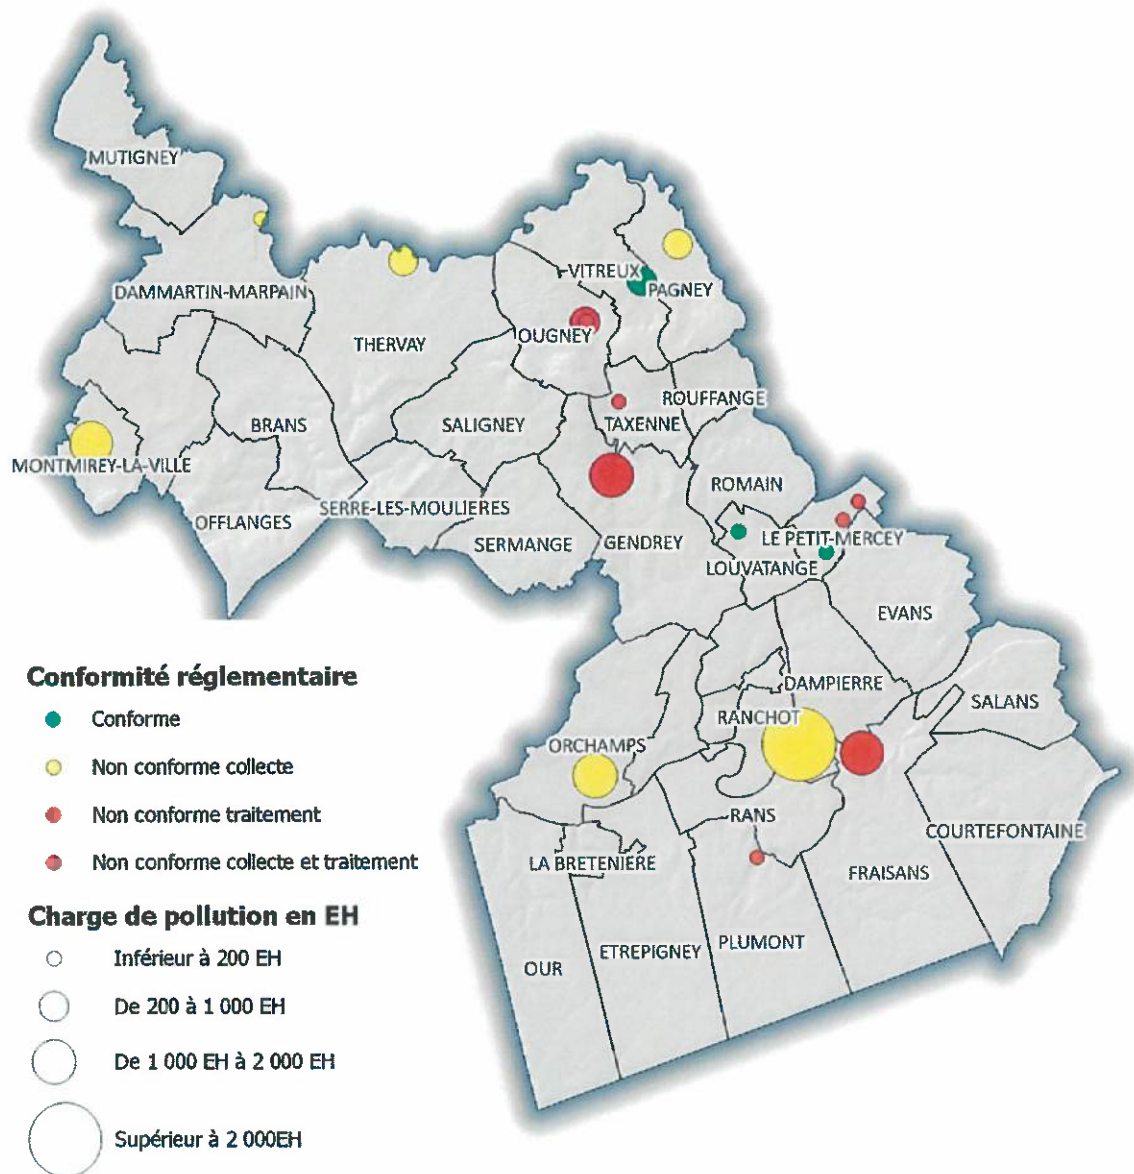 MUTIGNEY
DAMMARTIN-MARPAIN
VITREUX
PAGNEY
THERVAY
OUGNEY
ROUFFANGE
BRANS
SALIGNEY
TAXENNE
MONTMIREY-LA-VILLE
ROMAIN
SERRE-LES-MOULIERES
OFFLANGES
SERMANGE
GENDREY
LE PETIT-MERCEY
LOUVATANGE
EVANS
DAMPIERRE
SALANS
RANCHOT
ORCHAMPS
RANS
COURTEFONTAINE
LA BRETENIERE
FRAISANS
PLUMONT
ETREPIGNEY
OUR
Conformité réglementaire
Conforme
Non conforme collecte
Non conforme traitement
Non conforme collecte et traitement
Charge de pollution en EH
Inférieur à 200 EH
De 200 à 1 000 EH
De 1 000 EH à 2 000 EH
Supérieur à 2 000EH